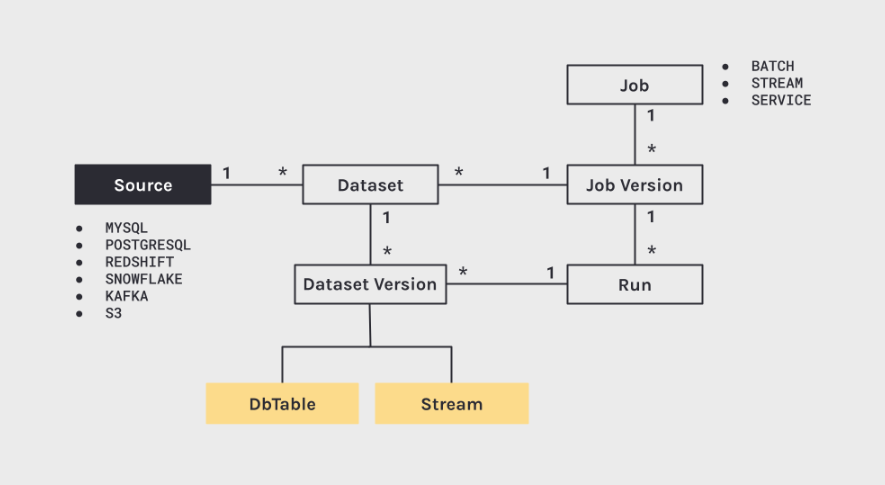 Job
● BATCH
● STREAM
● SERVICE
1
*
Source
1 *
Dataset
* 1
Job Version
● MYSQL
● POSTGRESQL
● REDSHIFT
● SNOWFLAKE
● KAFKA
● S3
1
*
1
*
Dataset Version
* 1
Run
DbTable
Stream